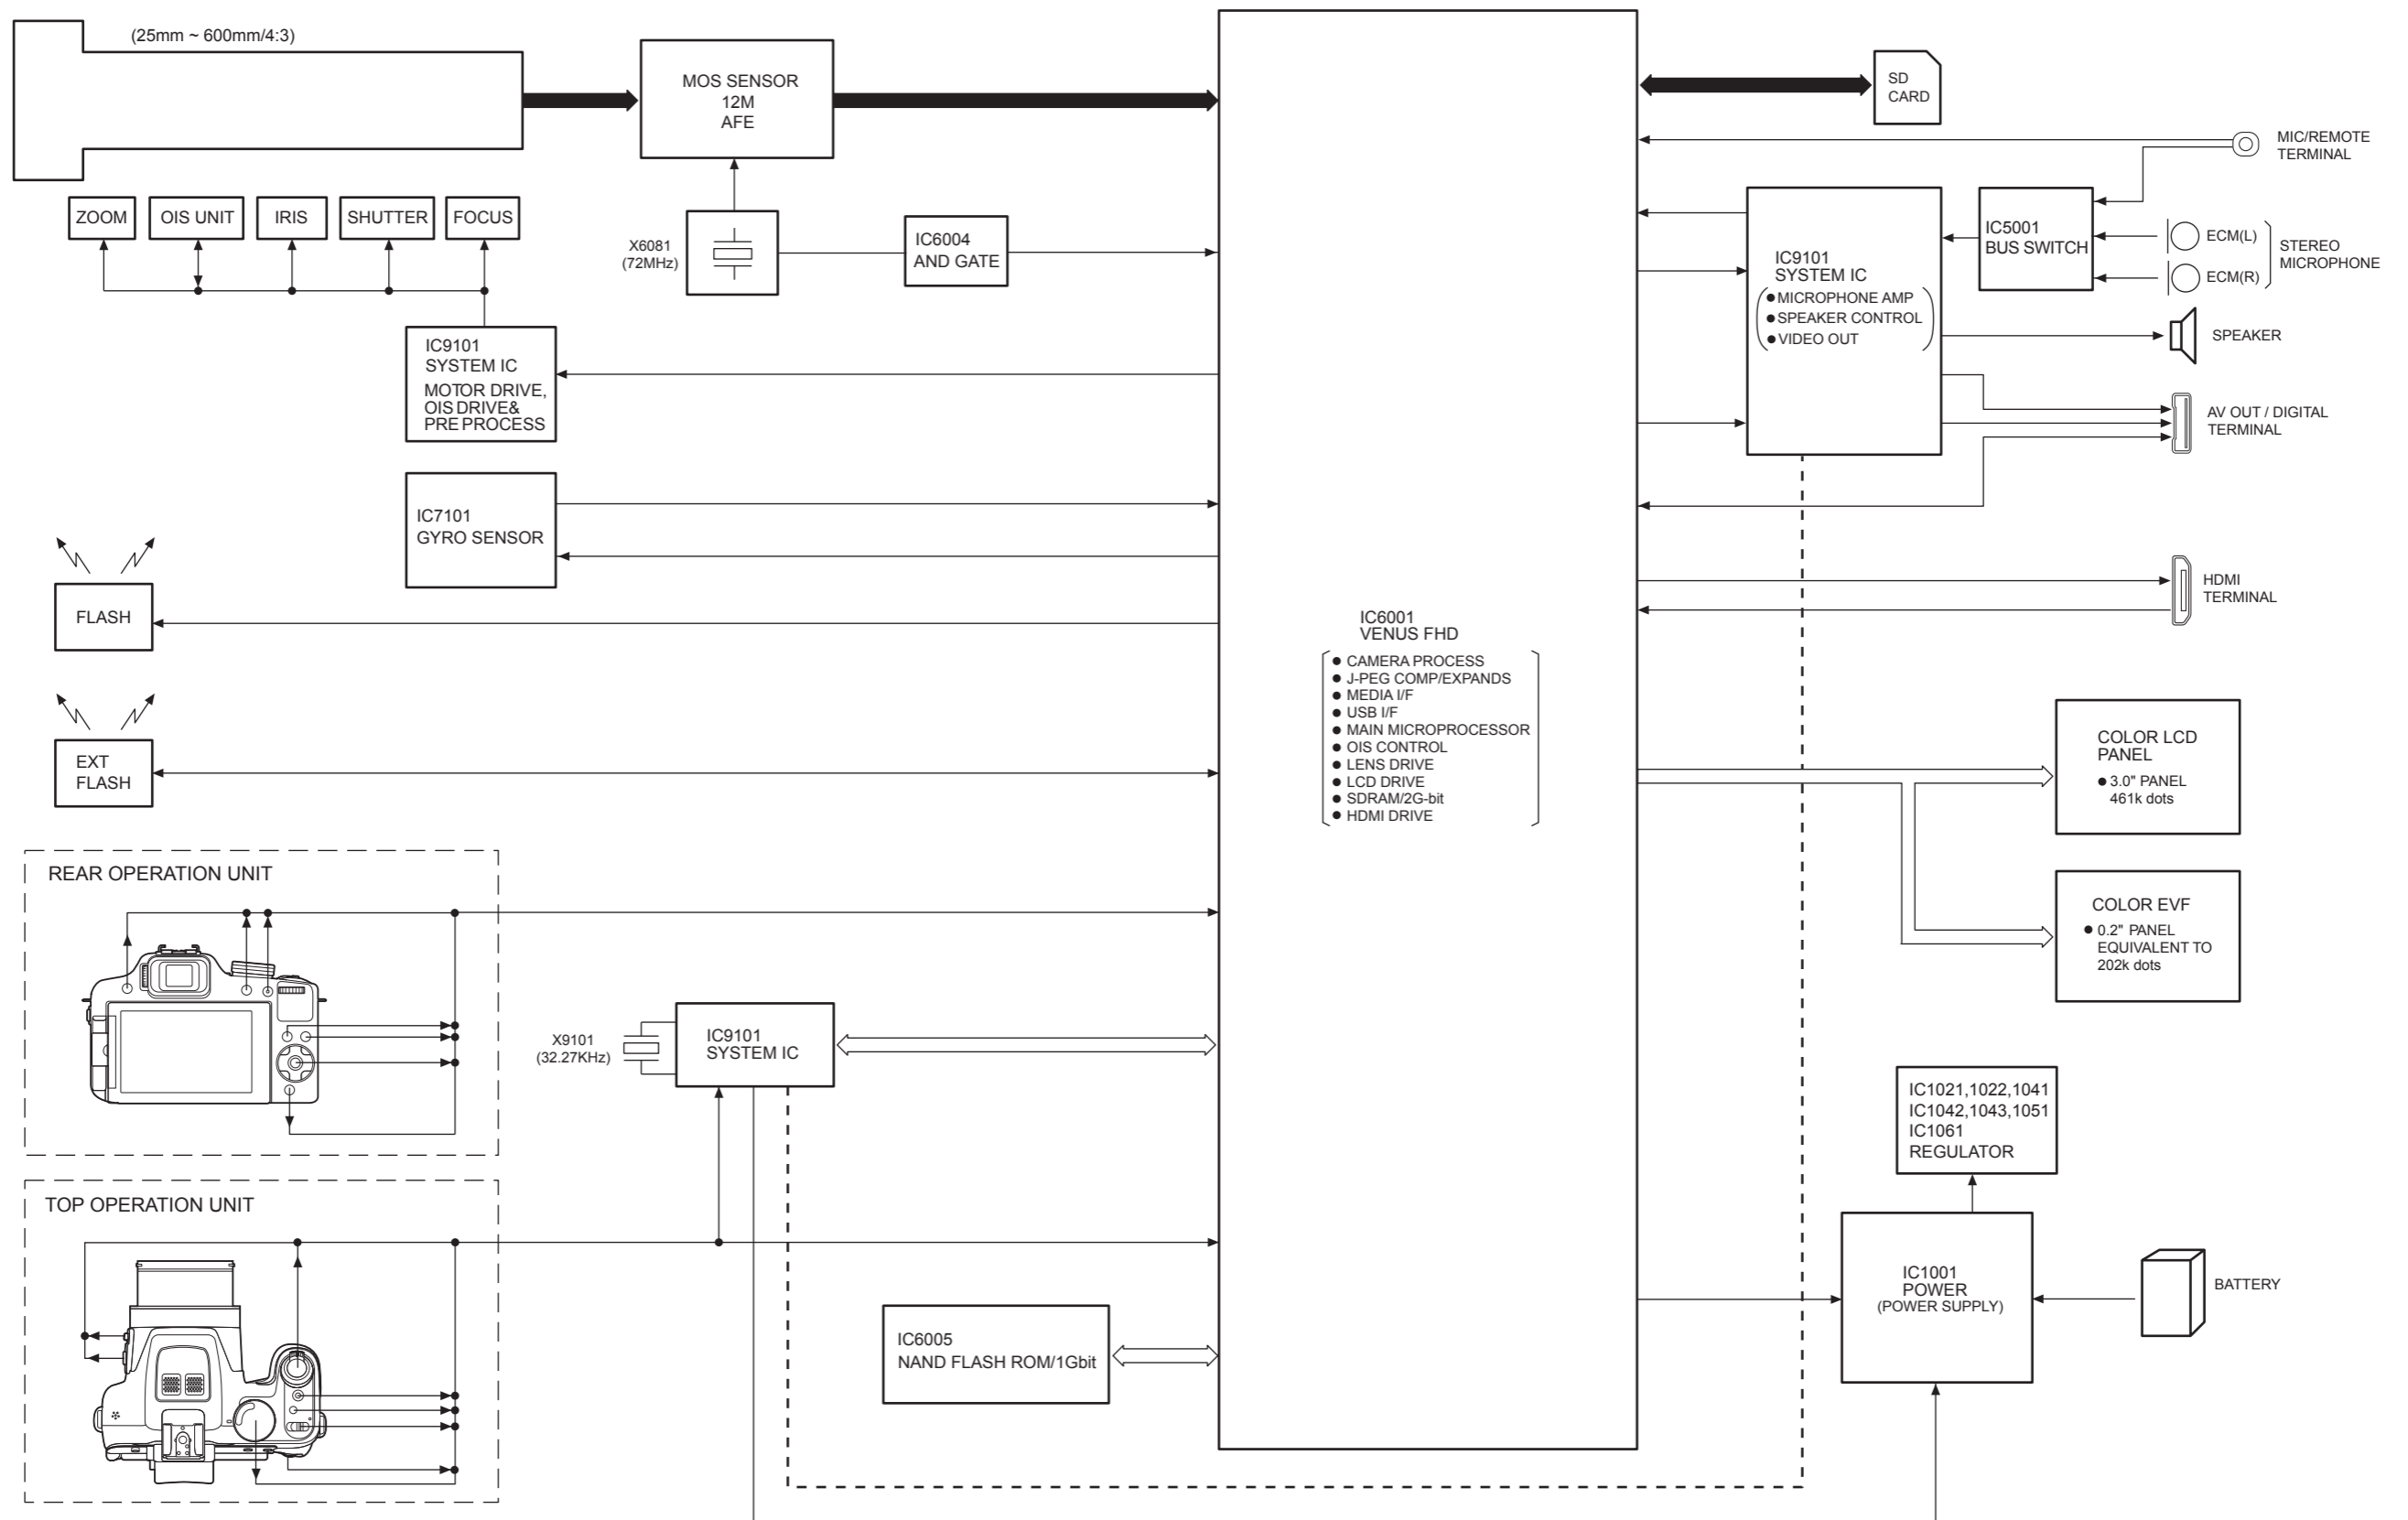 (25mm ~ 600mm/4:3)
MOS SENSOR
12M
AFE
SD
CARD
MIC/REMOTE
TERMINAL
ZOOM
OIS UNIT
IRIS
SHUTTER
FOCUS
X6081
(72MHz)
IC6004
AND GATE
IC9101
SYSTEM IC
● MICROPHONE AMP
● SPEAKER CONTROL
● VIDEO OUT
IC5001
BUS SWITCH
ECM(L)
ECM(R)
STEREO
MICROPHONE
SPEAKER
IC9101
SYSTEM IC
MOTOR DRIVE,
OIS DRIVE&
PRE PROCESS
AV OUT / DIGITAL
TERMINAL
IC7101
GYRO SENSOR
HDMI
TERMINAL
FLASH
IC6001
VENUS FHD
● CAMERA PROCESS
● J-PEG COMP/EXPANDS
● MEDIA I/F
● USB I/F
● MAIN MICROPROCESSOR
● OIS CONTROL
● LENS DRIVE
● LCD DRIVE
● SDRAM/2G-bit
● HDMI DRIVE
EXT
FLASH
COLOR LCD
PANEL
● 3.0" PANEL
461k dots
COLOR EVF
● 0.2" PANEL
EQUIVALENT TO
202k dots
REAR OPERATION UNIT
X9101
(32.27KHz)
IC9101
SYSTEM IC
IC1021,1022,1041
IC1042,1043,1051
IC1061
REGULATOR
TOP OPERATION UNIT
IC6005
NAND FLASH ROM/1Gbit
IC1001
POWER
(POWER SUPPLY)
BATTERY